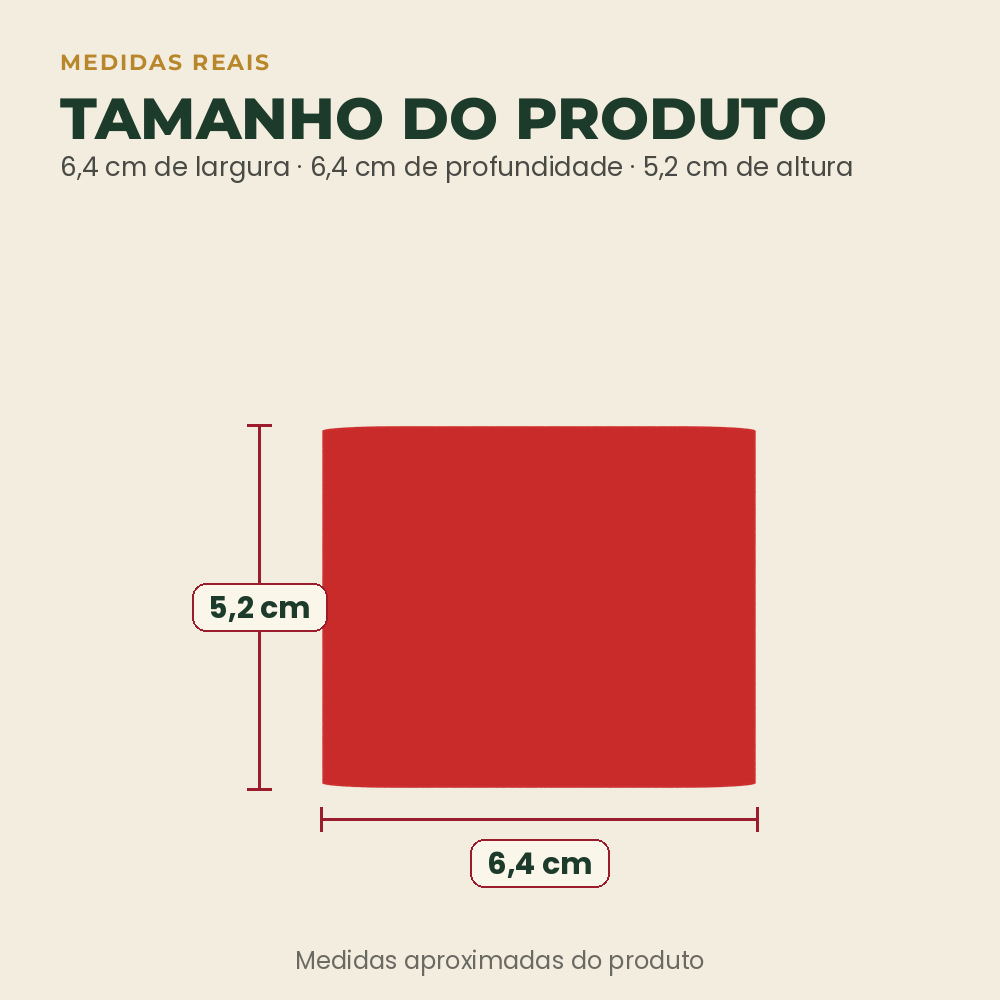 MEDIDAS REAIS
TAMANHO DO PRODUTO
6,4 cm de largura · 6,4 cm de profundidade · 5,2 cm de altura
5,2 cm
6,4 cm
Medidas aproximadas do produto